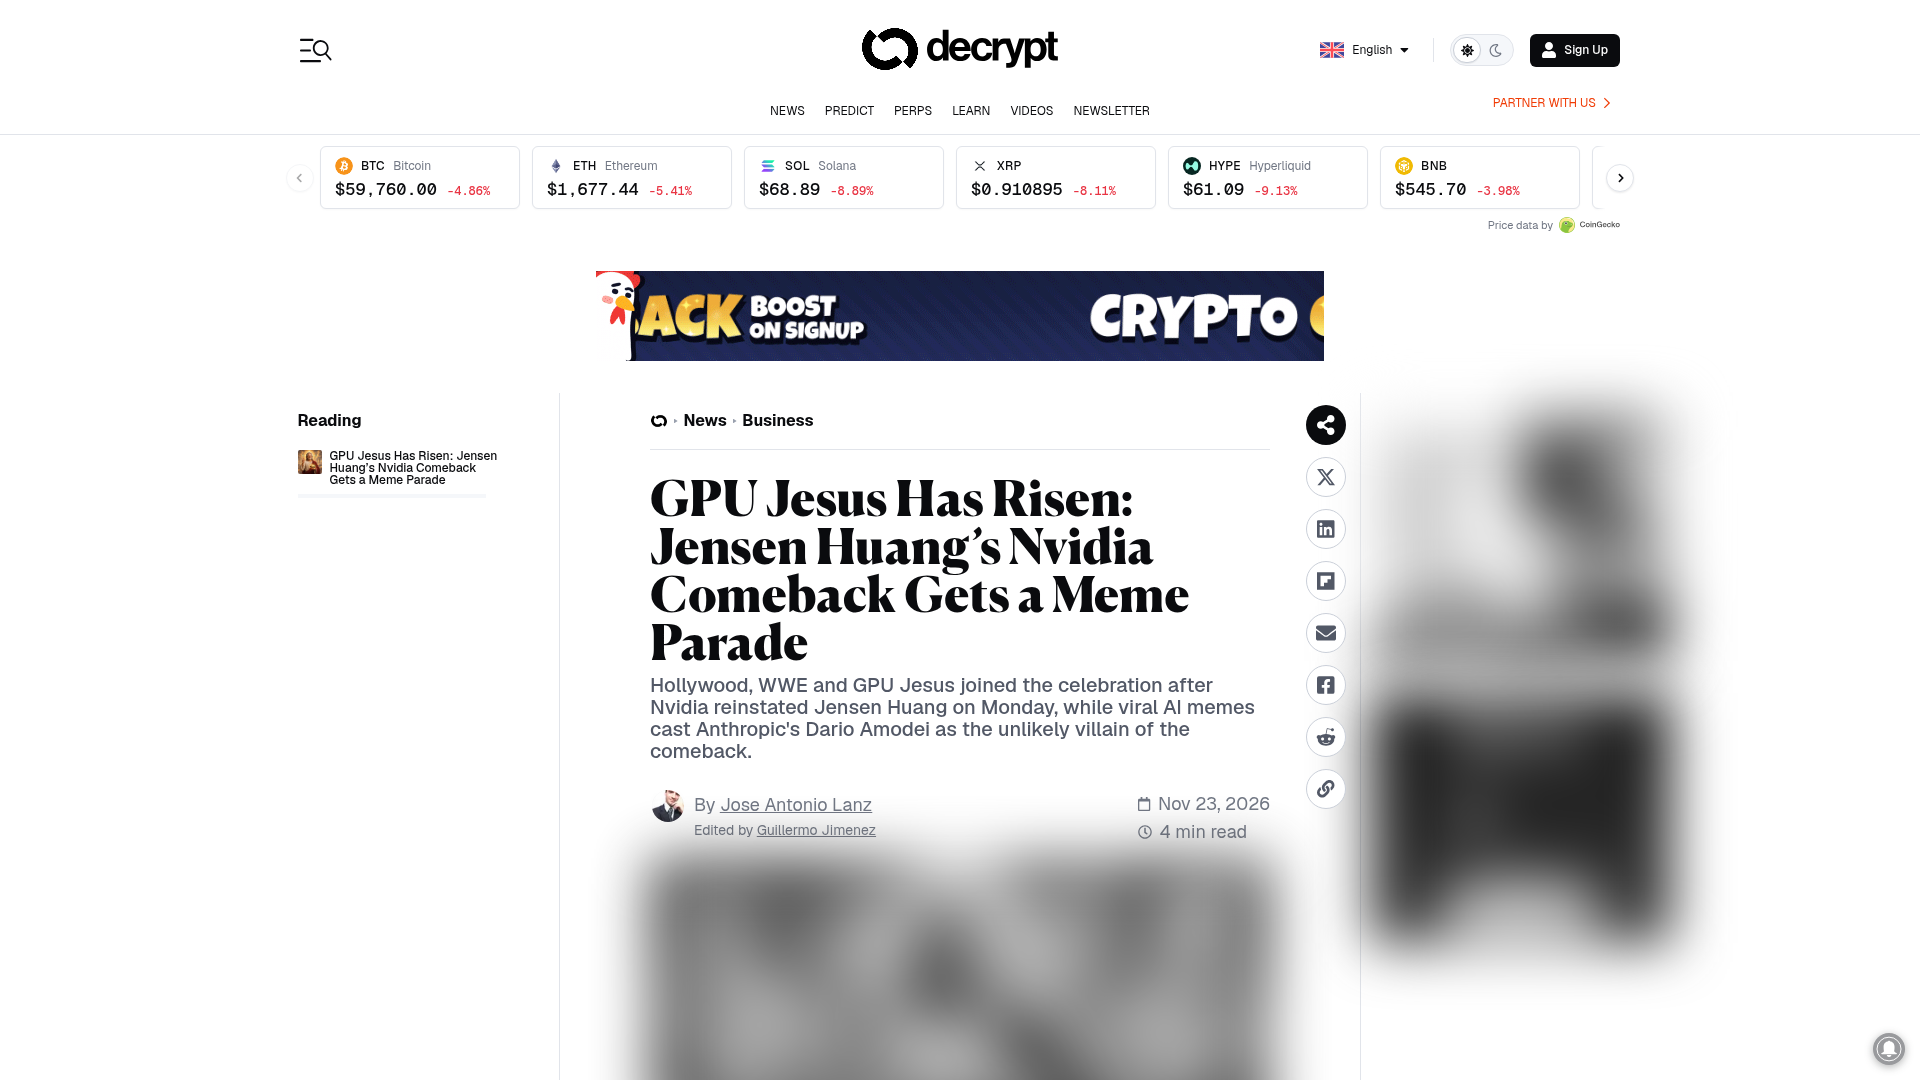 decrypt
English
Sign Up
NEWS PREDICT PERPS LEARN VIDEOS NEWSLETTER
PARTNER WITH US
BTC Bitcoin
$59,760.00 -4.86%
ETH Ethereum
$1,677.44 -5.41%
SOL Solana
$68.89 -8.89%
XRP
$0.910895 -8.11%
HYPE Hyperliquid
$61.09 -9.13%
BNB
$545.70 -3.98%
Price data by CoinGecko
ACK BOOST
ON SIGNUP
CRYPTO
Reading
GPU Jesus Has Risen: Jensen
Huang’s Nvidia Comeback
Gets a Meme Parade
News Business
GPU Jesus Has Risen:
Jensen Huang’s Nvidia
Comeback Gets a Meme
Parade
Hollywood, WWE and GPU Jesus joined the celebration after
Nvidia reinstated Jensen Huang on Monday, while viral AI memes
cast Anthropic's Dario Amodei as the unlikely villain of the
comeback.
By Jose Antonio Lanz
Edited by Guillermo Jimenez
Nov 23, 2026
4 min read